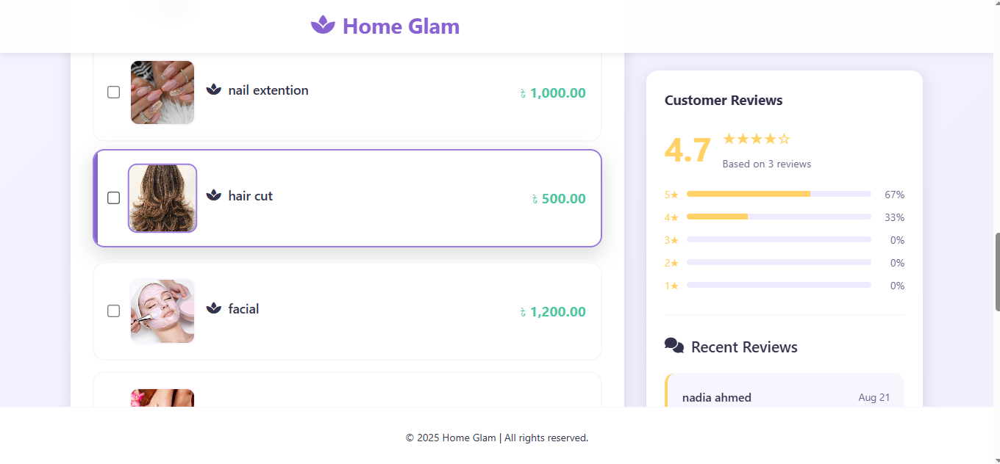 Home Glam
nail extention
৳ 1,000.00
hair cut
৳ 500.00
facial
৳ 1,200.00
Customer Reviews
4.7
★★★★☆
Based on 3 reviews
5★ 67%
4★ 33%
3★ 0%
2★ 0%
1★ 0%
Recent Reviews
nadia ahmed Aug 21
© 2025 Home Glam | All rights reserved.